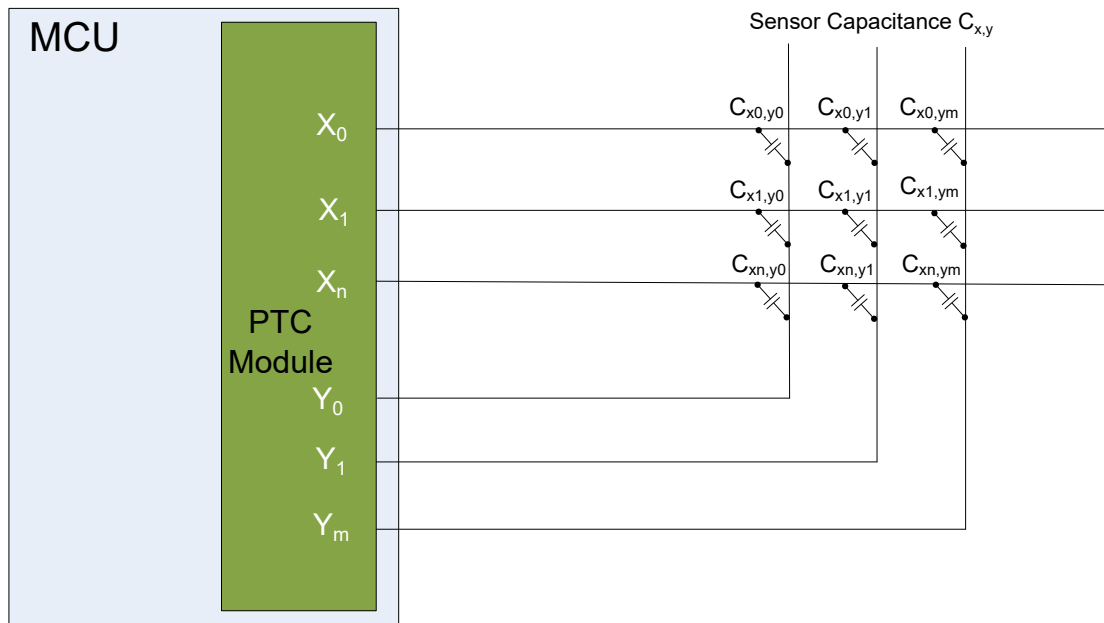 MCU
Sensor Capacitance Cx,y
Cx0,y0 Cx0,y1 Cx0,ym
X0
Cx1,y0 Cx1,y1 Cx1,ym
X1
Cxn,y0 Cxn,y1 Cxn,ym
Xn
PTC
Module
Y0
Y1
Ym